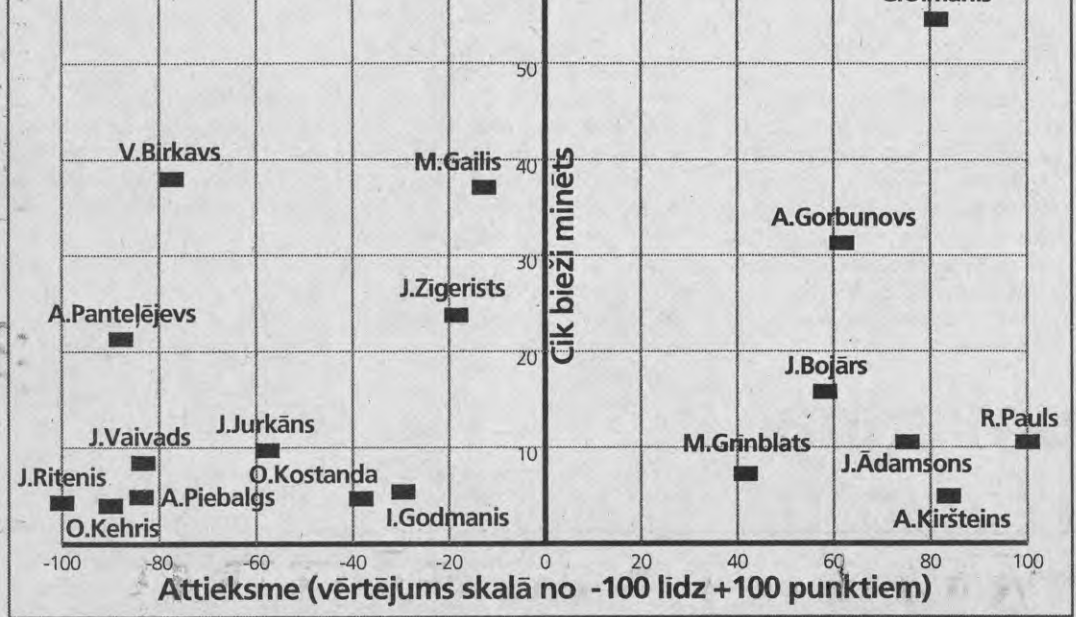 50
V.Birkavs
M.Gailis
40
Cik bieži minēts
A.Gorbunovs
30
J.Zigerists
A.Panteļējevs
20
J.Bojārs
R.Pauls
J.Jurkāns
J.Vaivads
10
M.Grīnblats
J.Ādamsons
J.Ritenis
O.Kostanda
A.Piebalgs
I.Godmanis
A.Kiršteins
O.Kehris
-100 -80 -60 -40 -20 0 20 40 60 80 100
Attieksme (vērtējums skalā no -100 līdz +100 punktiem)